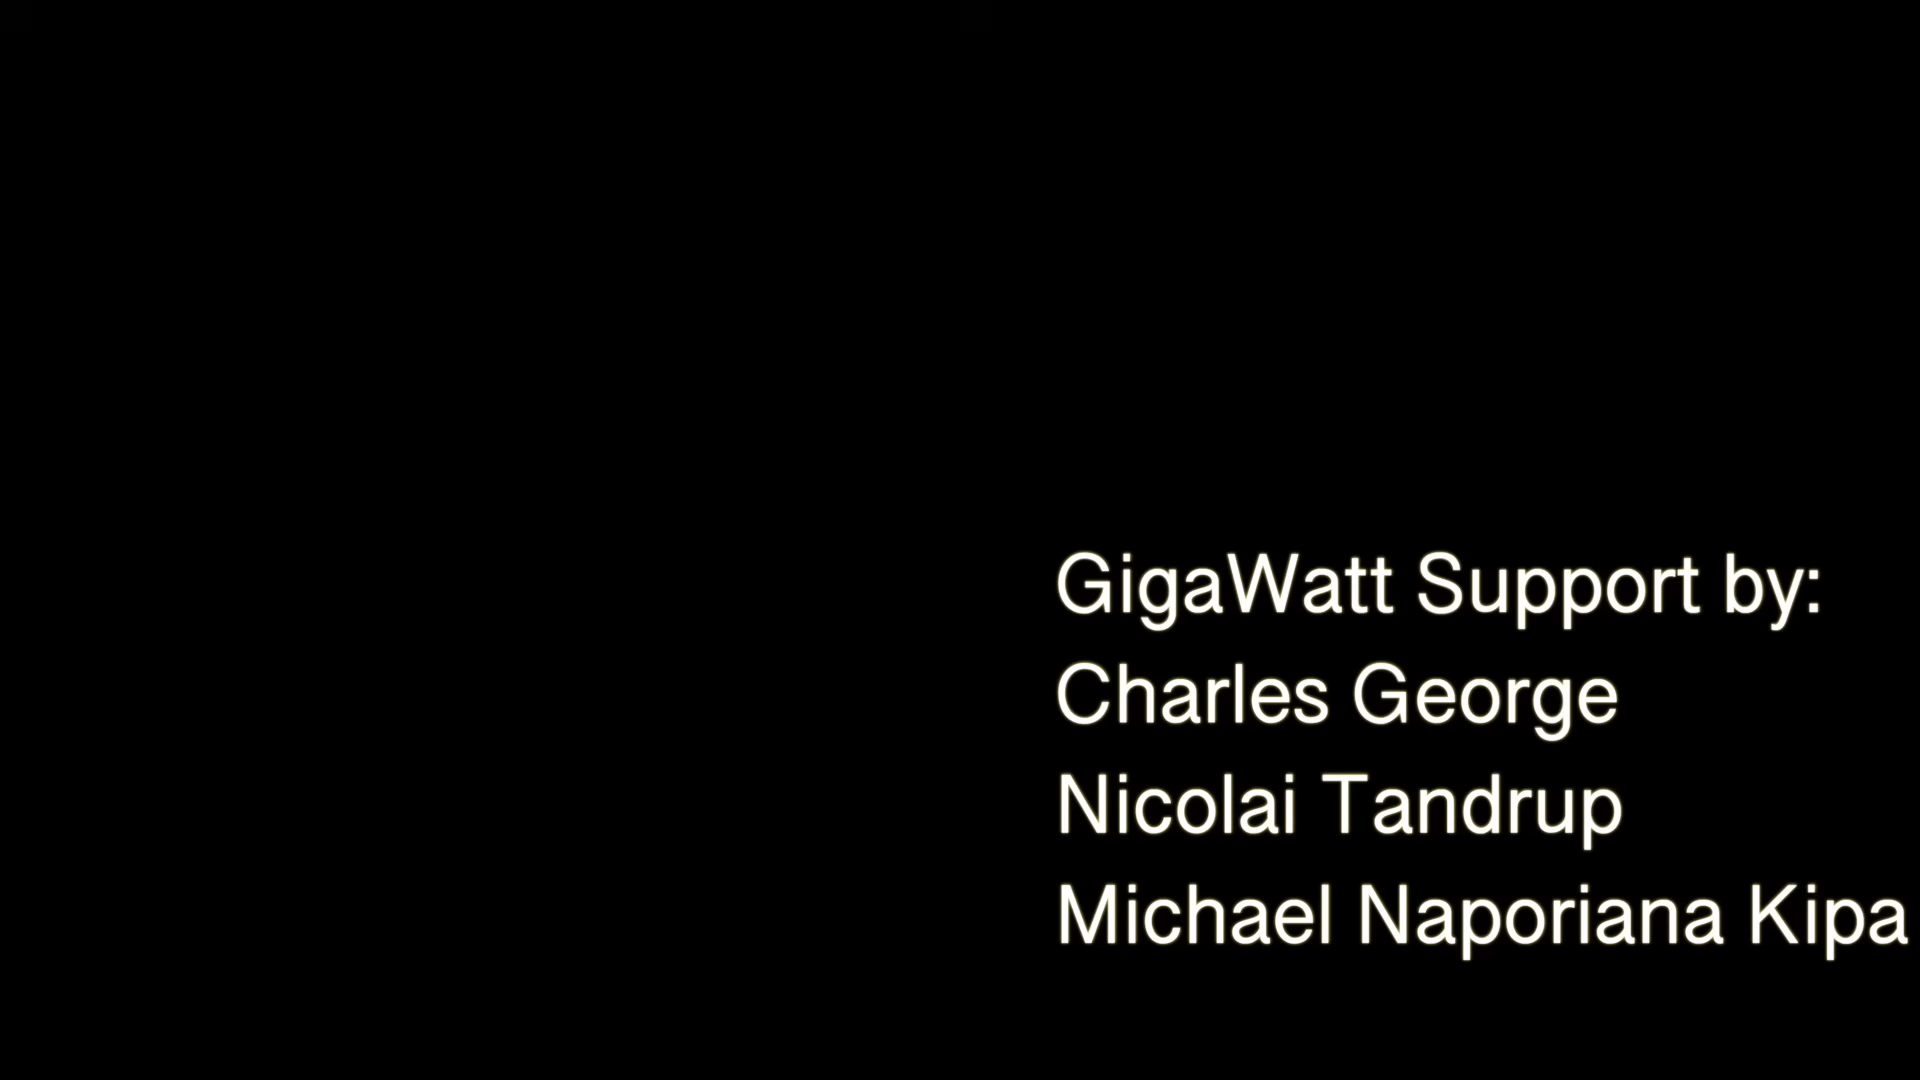 GigaWatt Support by:
Charles George
Nicolai Tandrup
Michael Naporiana Kipa